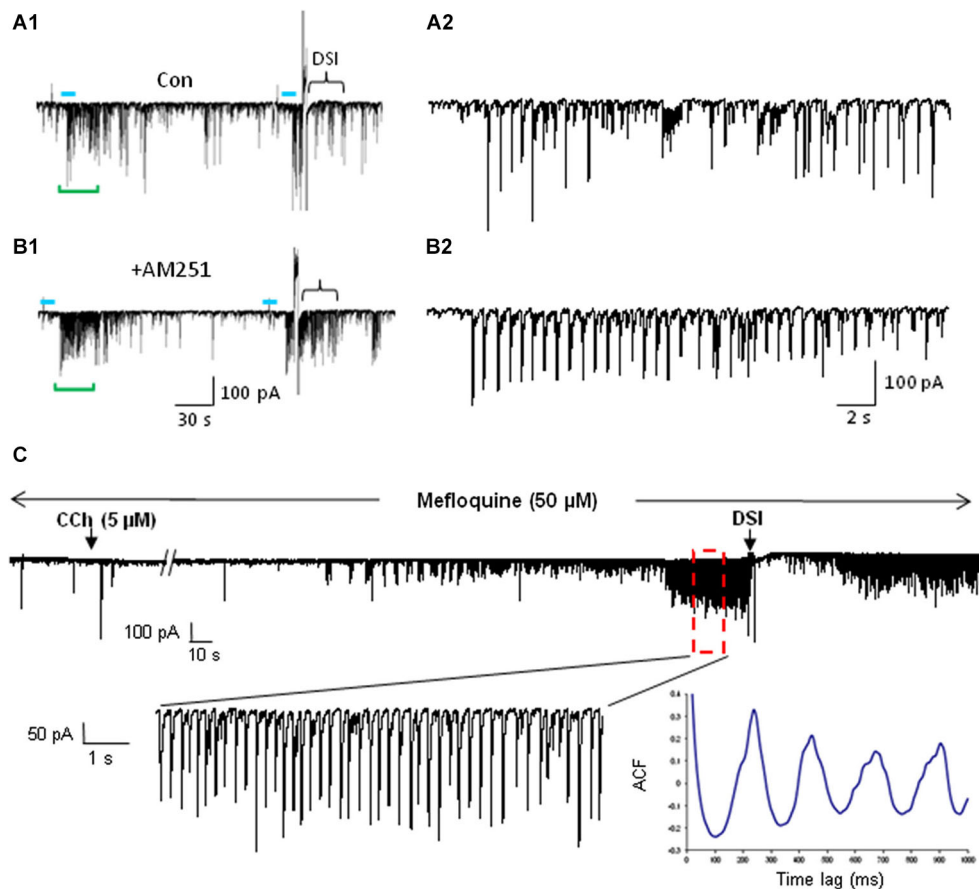 A1
A2
Con
DSI
B1
B2
+AM251
100 pA
30 s
100 pA
2 s
C
Mefloquine (50 µM)
CCh (5 µM)
DSI
100 pA
10 s
50 pA
1 s
ACF
0.4
0.3
0.2
0.1
0
-0.1
-0.2
-0.3
0 100 200 300 400 500 600 700 800 900 1000
Time lag (ms)